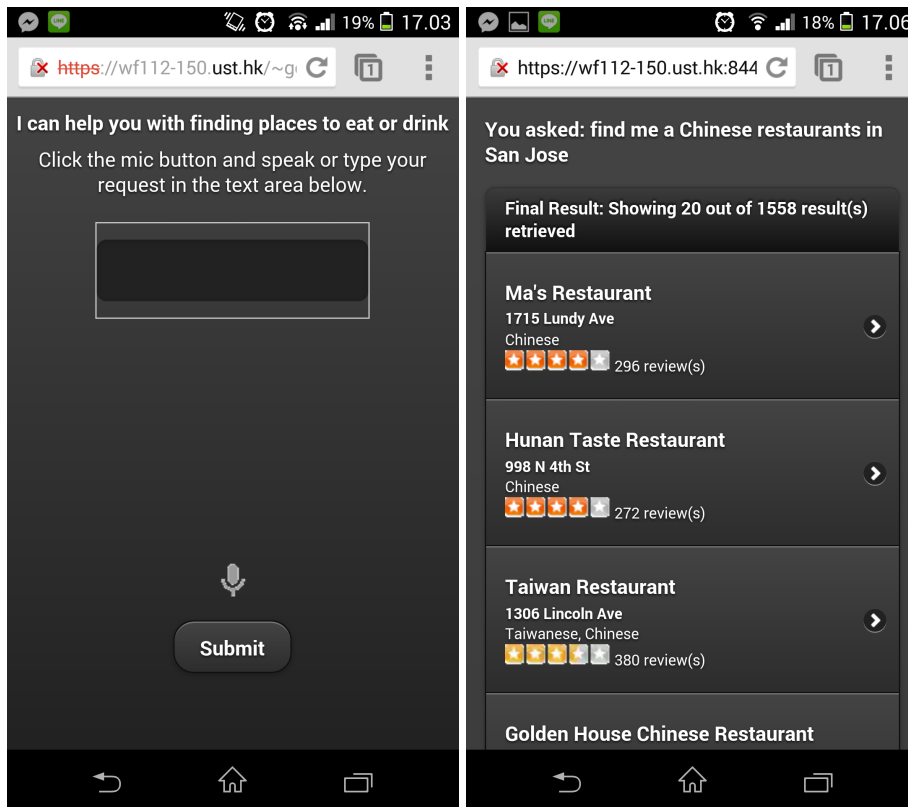 LINE
19%
17.03
https://wf112-150.ust.hk/~g
1
I can help you with finding places to eat or drink
Click the mic button and speak or type your
request in the text area below.
Submit
LINE
18%
17.06
https://wf112-150.ust.hk:844
1
You asked: find me a Chinese restaurants in
San Jose
Final Result: Showing 20 out of 1558 result(s)
retrieved
Ma's Restaurant
1715 Lundy Ave
Chinese
296 review(s)
Hunan Taste Restaurant
998 N 4th St
Chinese
272 review(s)
Taiwan Restaurant
1306 Lincoln Ave
Taiwanese, Chinese
380 review(s)
Golden House Chinese Restaurant